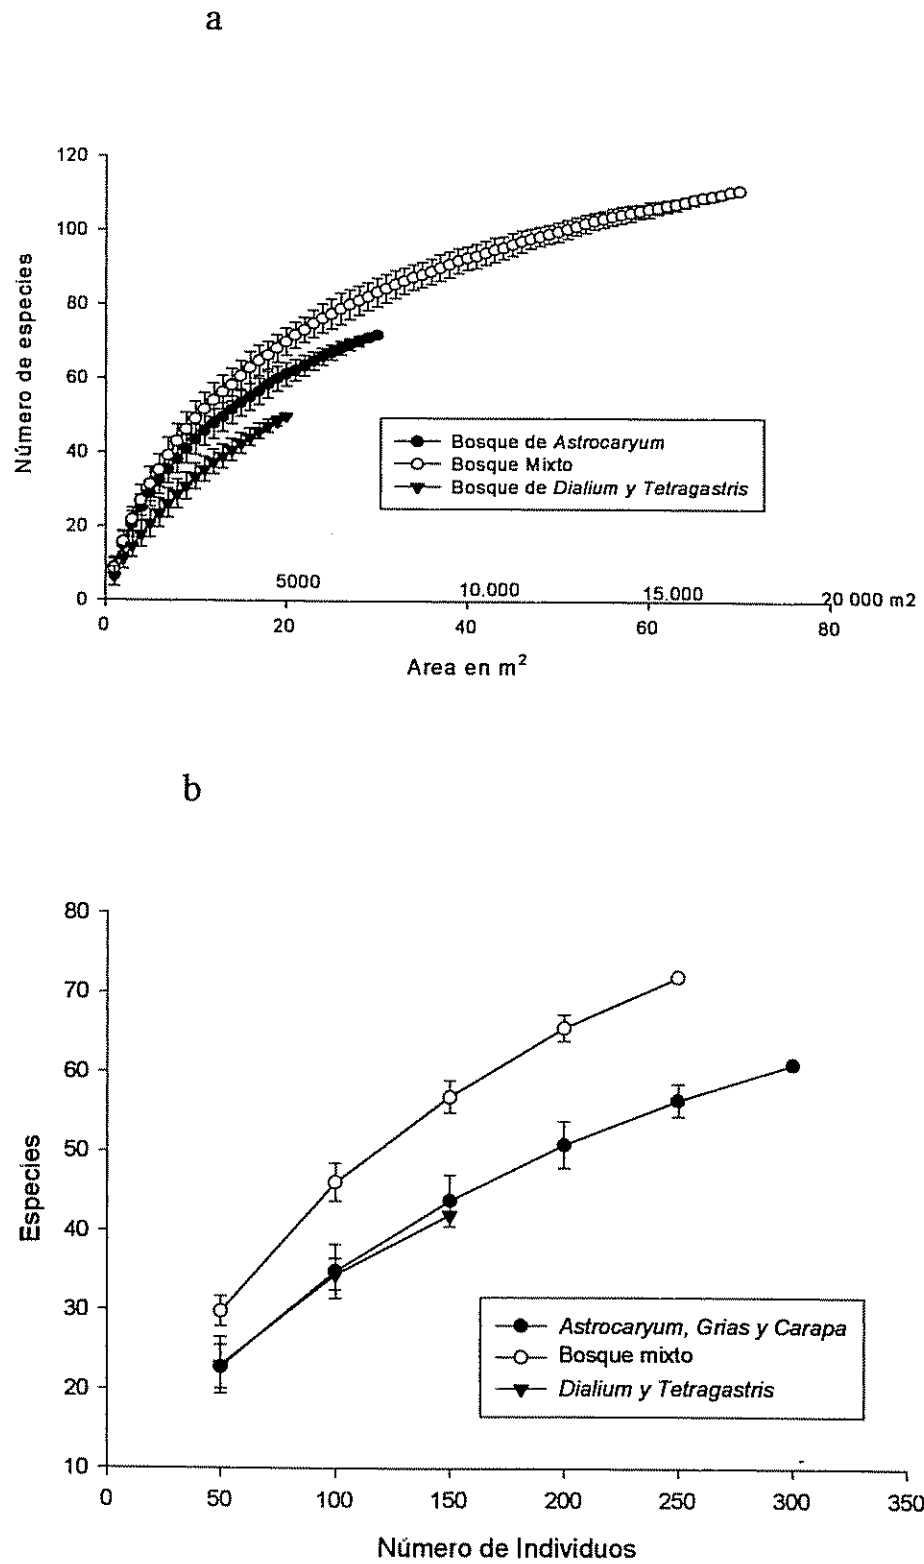 a
120
100
80
60
40
20
0
Número de especies
Bosque de Astrocaryum
Bosque Mixto
Bosque de Dialium y Tetragastris
5000 10.000 15.000 20 000 m2
0 20 40 60 80
Area en m²
b
80
70
60
50
40
30
20
10
Especies
Astrocaryum, Grias y Carapa
Bosque mixto
Dialium y Tetragastris
0 50 100 150 200 250 300 350
Número de Individuos